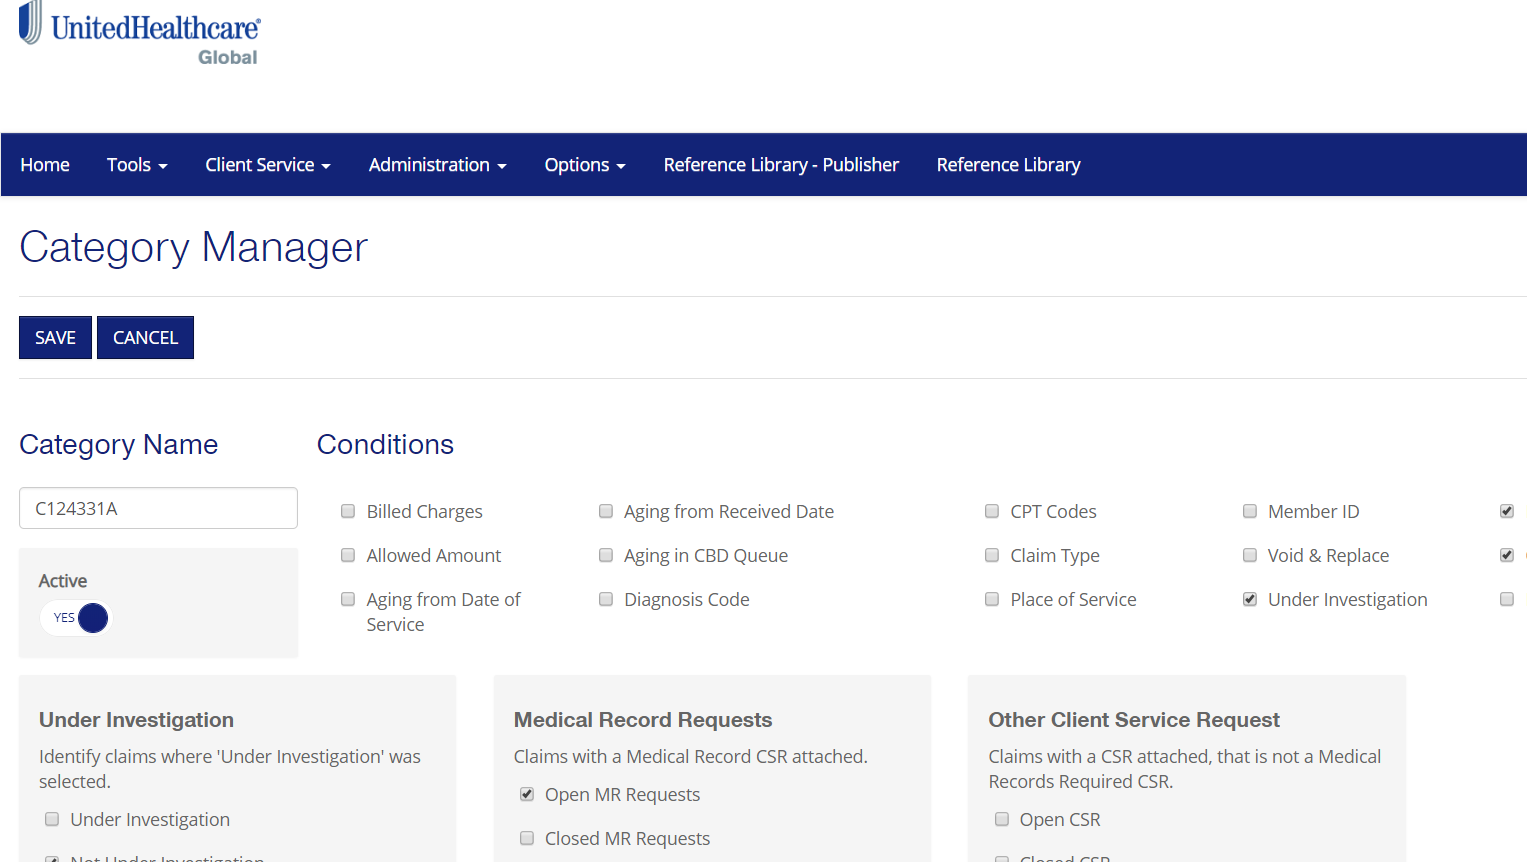 UnitedHealthcare®
Global
Home Tools Client Service Administration Options Reference Library - Publisher Reference Library
Category Manager
SAVE CANCEL
Category Name Conditions
C124331A
Billed Charges Aging from Received Date CPT Codes Member ID
Allowed Amount Aging in CBD Queue Claim Type Void & Replace
Aging from Date of Diagnosis Code Place of Service Under Investigation
Service
Active
YES
Under Investigation
Identify claims where 'Under Investigation' was
selected.
Under Investigation
Not Under Investigation
Medical Record Requests
Claims with a Medical Record CSR attached.
Open MR Requests
Closed MR Requests
Other Client Service Request
Claims with a CSR attached, that is not a Medical
Records Required CSR.
Open CSR
Closed CSR